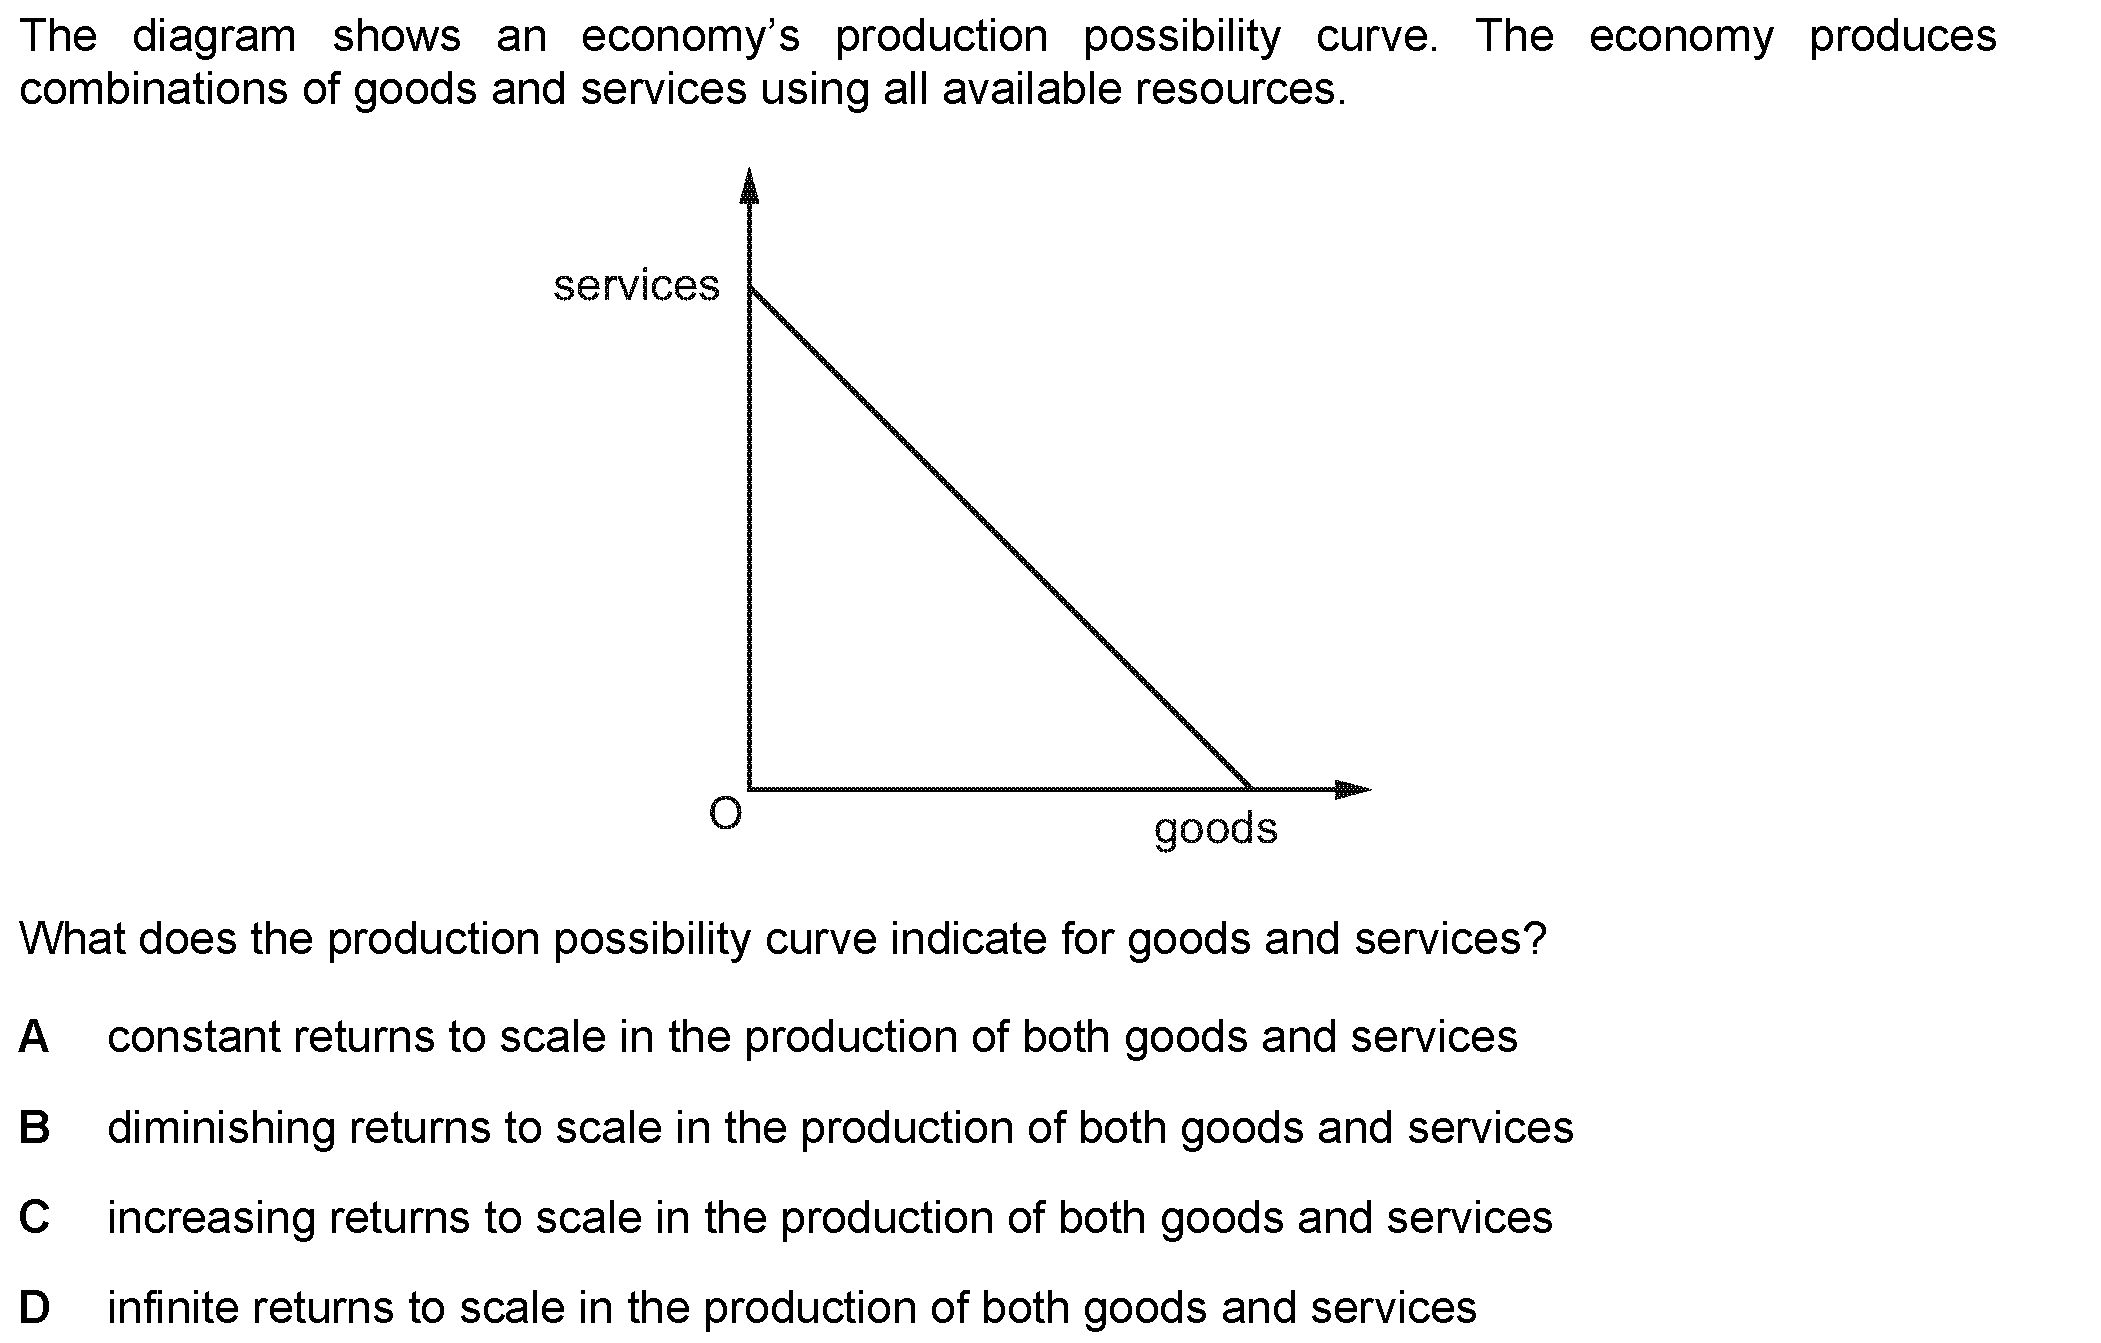 The diagram shows an economy’s production possibility curve. The economy produces
combinations of goods and services using all available resources.
services
O
goods
What does the production possibility curve indicate for goods and services?
A constant returns to scale in the production of both goods and services
B diminishing returns to scale in the production of both goods and services
C increasing returns to scale in the production of both goods and services
D infinite returns to scale in the production of both goods and services